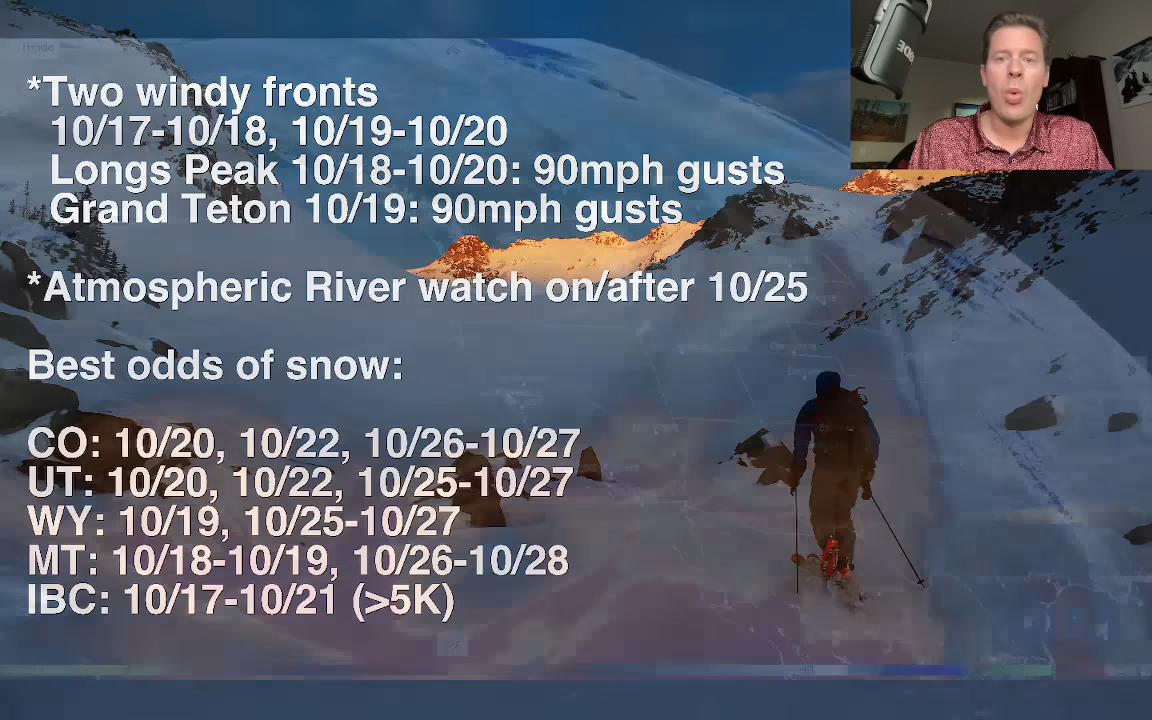 *Two windy fronts
10/17-10/18, 10/19-10/20
Longs Peak 10/18-10/20: 90mph gusts
Grand Teton 10/19: 90mph gusts
*Atmospheric River watch on/after 10/25
Best odds of snow:
CO: 10/20, 10/22, 10/26-10/27
UT: 10/20, 10/22, 10/25-10/27
WY: 10/19, 10/25-10/27
MT: 10/18-10/19, 10/26-10/28
IBC: 10/17-10/21 (>5K)